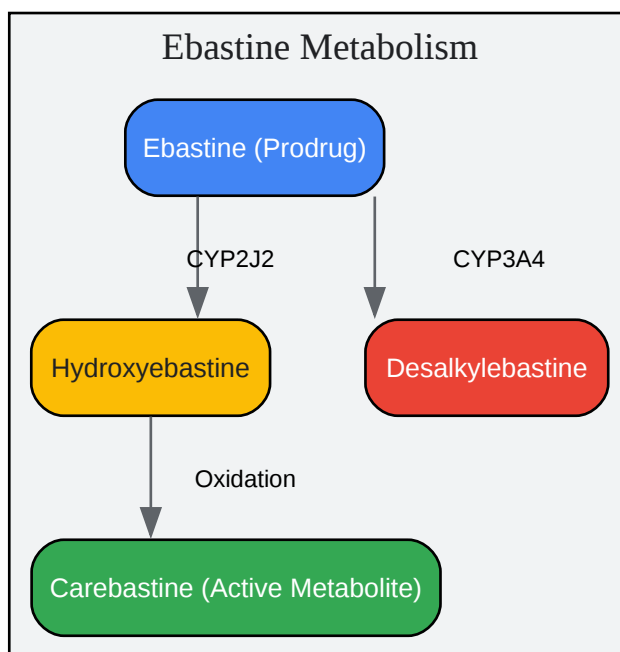 Ebastine Metabolism
Ebastine (Prodrug)
CYP2J2
CYP3A4
Hydroxyebastine
Desalkylebastine
Oxidation
Carebastine (Active Metabolite)